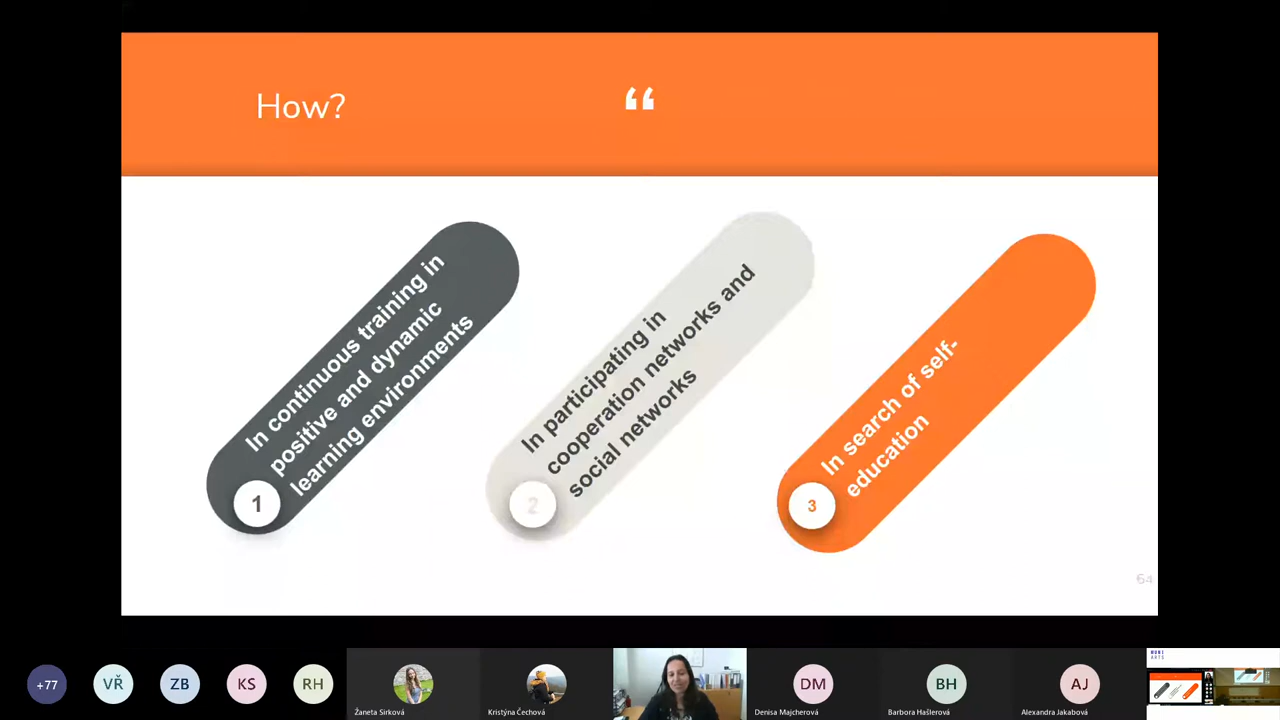 How?
“
In continuous training in
positive and dynamic
learning environments
1
In participating in
cooperation networks and
social networks
2
In search of self-
education
3
64
+77
VŘ
ZB
KS
RH
Žaneta Sirková
Kristýna Čechová
DM
Denisa Majcherová
BH
Barbora Hašlerová
AJ
Alexandra Jakabová
MUNI
ARTS